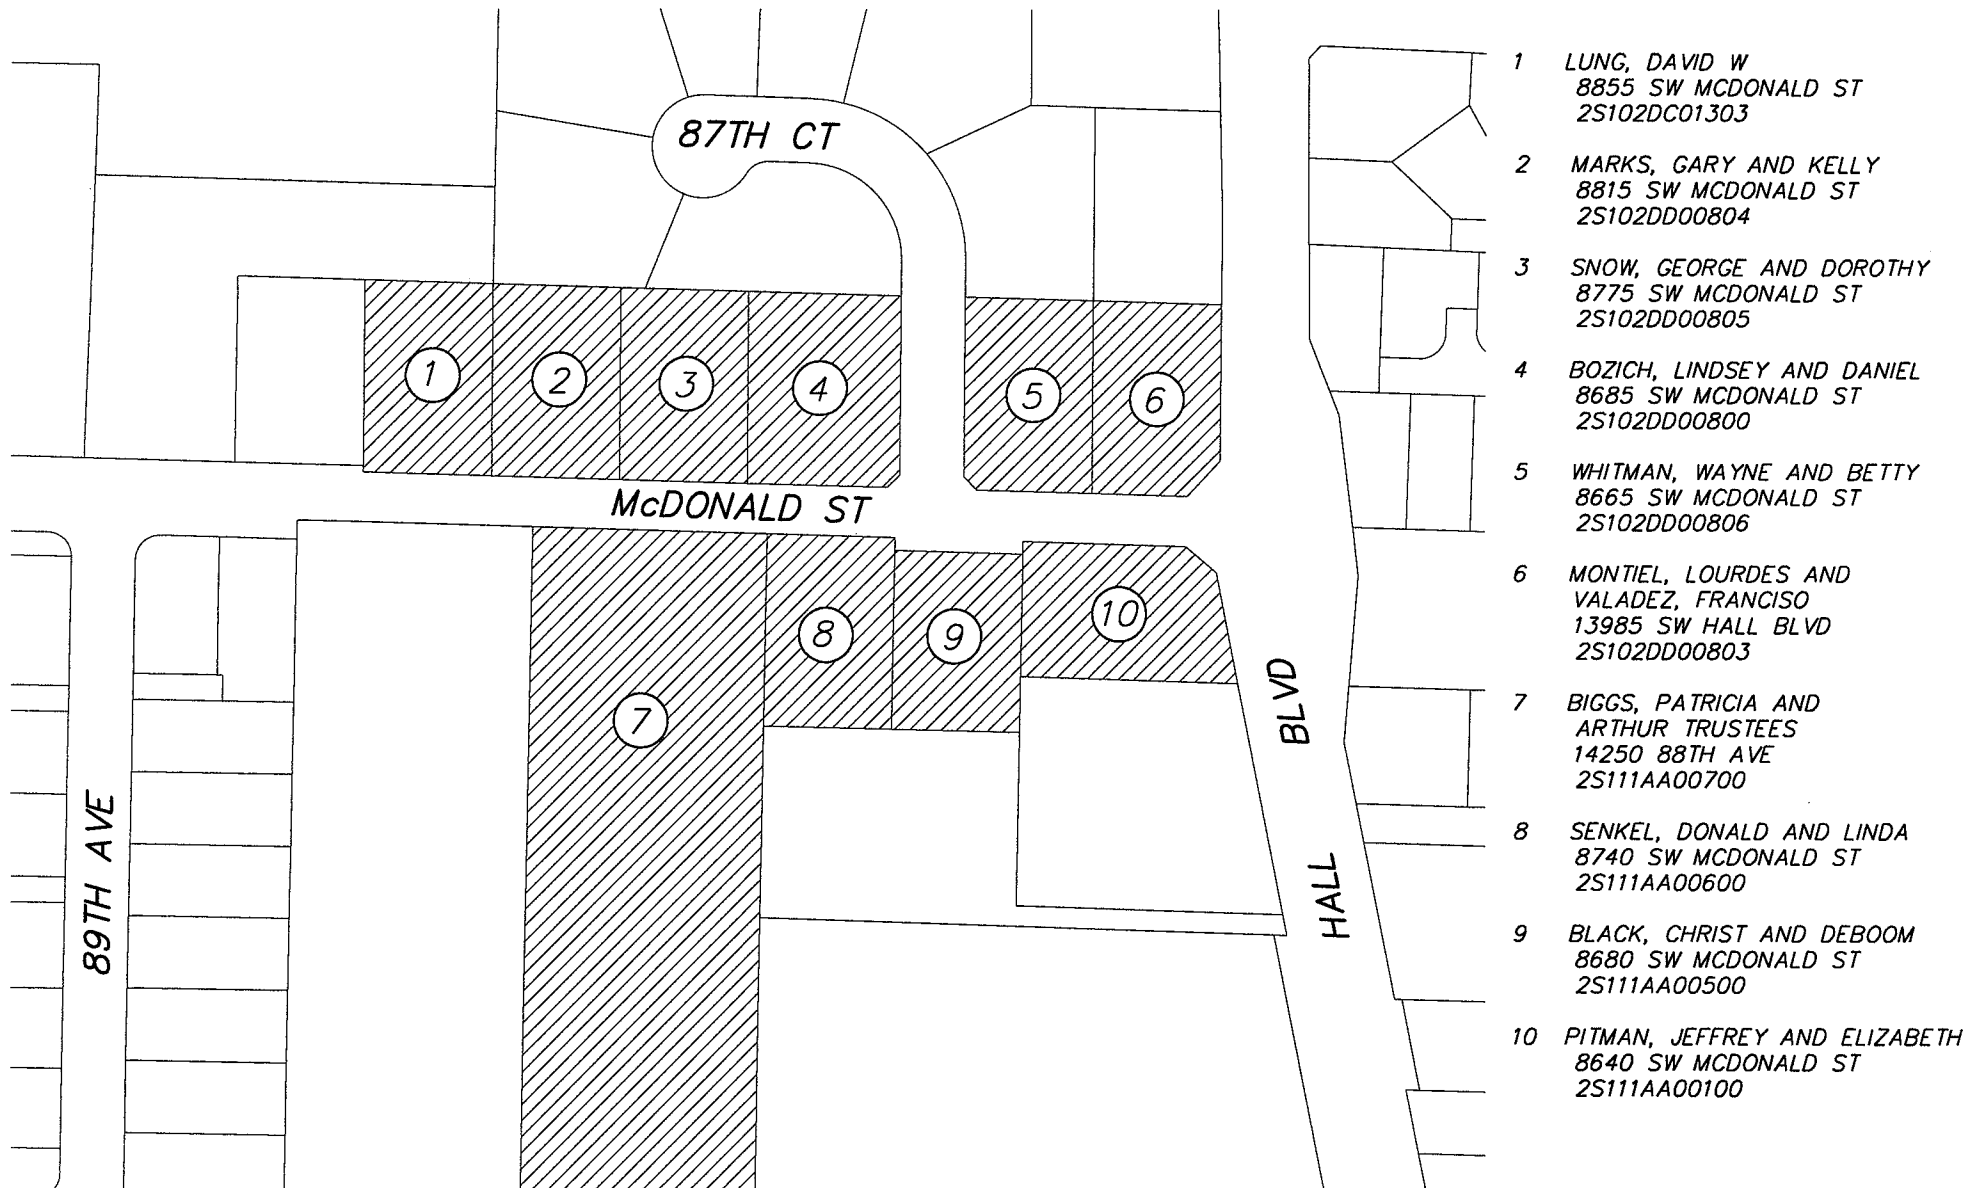 87TH CT
1
2
3
4
5
6
McDONALD ST
7
8
9
10
89TH AVE
HALL BLVD
1 LUNG, DAVID W
8855 SW MCDONALD ST
2S102DC01303
2 MARKS, GARY AND KELLY
8815 SW MCDONALD ST
2S102DD00804
3 SNOW, GEORGE AND DOROTHY
8775 SW MCDONALD ST
2S102DD00805
4 BOZICH, LINDSEY AND DANIEL
8685 SW MCDONALD ST
2S102DD00800
5 WHITMAN, WAYNE AND BETTY
8665 SW MCDONALD ST
2S102DD00806
6 MONTIEL, LOURDES AND
VALADEZ, FRANCISO
13985 SW HALL BLVD
2S102DD00803
7 BIGGS, PATRICIA AND
ARTHUR TRUSTEES
14250 88TH AVE
2S111AA00700
8 SENKEL, DONALD AND LINDA
8740 SW MCDONALD ST
2S111AA00600
9 BLACK, CHRIST AND DEBOOM
8680 SW MCDONALD ST
2S111AA00500
10 PITMAN, JEFFREY AND ELIZABETH
8640 SW MCDONALD ST
2S111AA00100